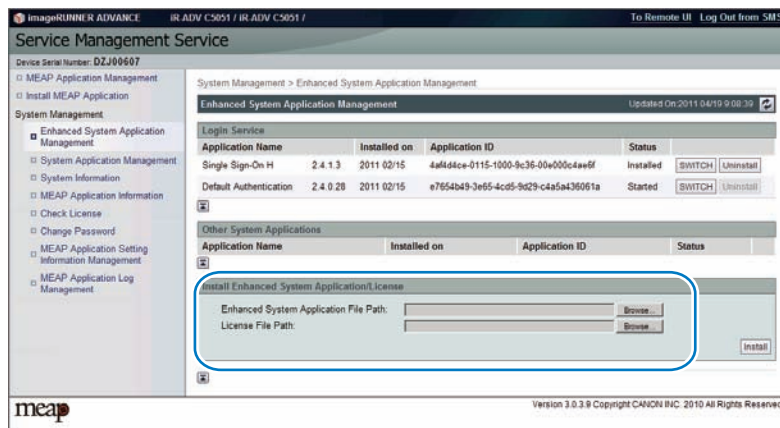 imageRUNNER ADVANCE iR-ADV C5051 / iR-ADV C5051 / To Remote UI Log Out from SMS
Service Management Service
Device Serial Number: DZJ00607
MEAP Application Management
Install MEAP Application
System Management
Enhanced System Application
Management
System Application Management
System Information
MEAP Application Information
Check License
Change Password
MEAP Application Setting
Information Management
MEAP Application Log
Management
System Management > Enhanced System Application Management
Enhanced System Application Management Updated On:2011 04/19 9:08:39
Login Service
Application Name Installed on Application ID Status
Single Sign-On H 2.4.1.3 2011 02/15 4af4d4ce-0115-1000-9c36-00e000c4ae6f Installed SWITCH Uninstall
Default Authentication 2.4.0.28 2011 02/15 e7654b49-3e65-4cd5-9d29-c4a5a436061a Started SWITCH Uninstall
Other System Applications
Application Name Installed on Application ID Status
Install Enhanced System Application/License
Enhanced System Application File Path: Browse...
License File Path: Browse...
Install
meap
Version 3.0.3.9 Copyright CANON INC. 2010 All Rights Reserved